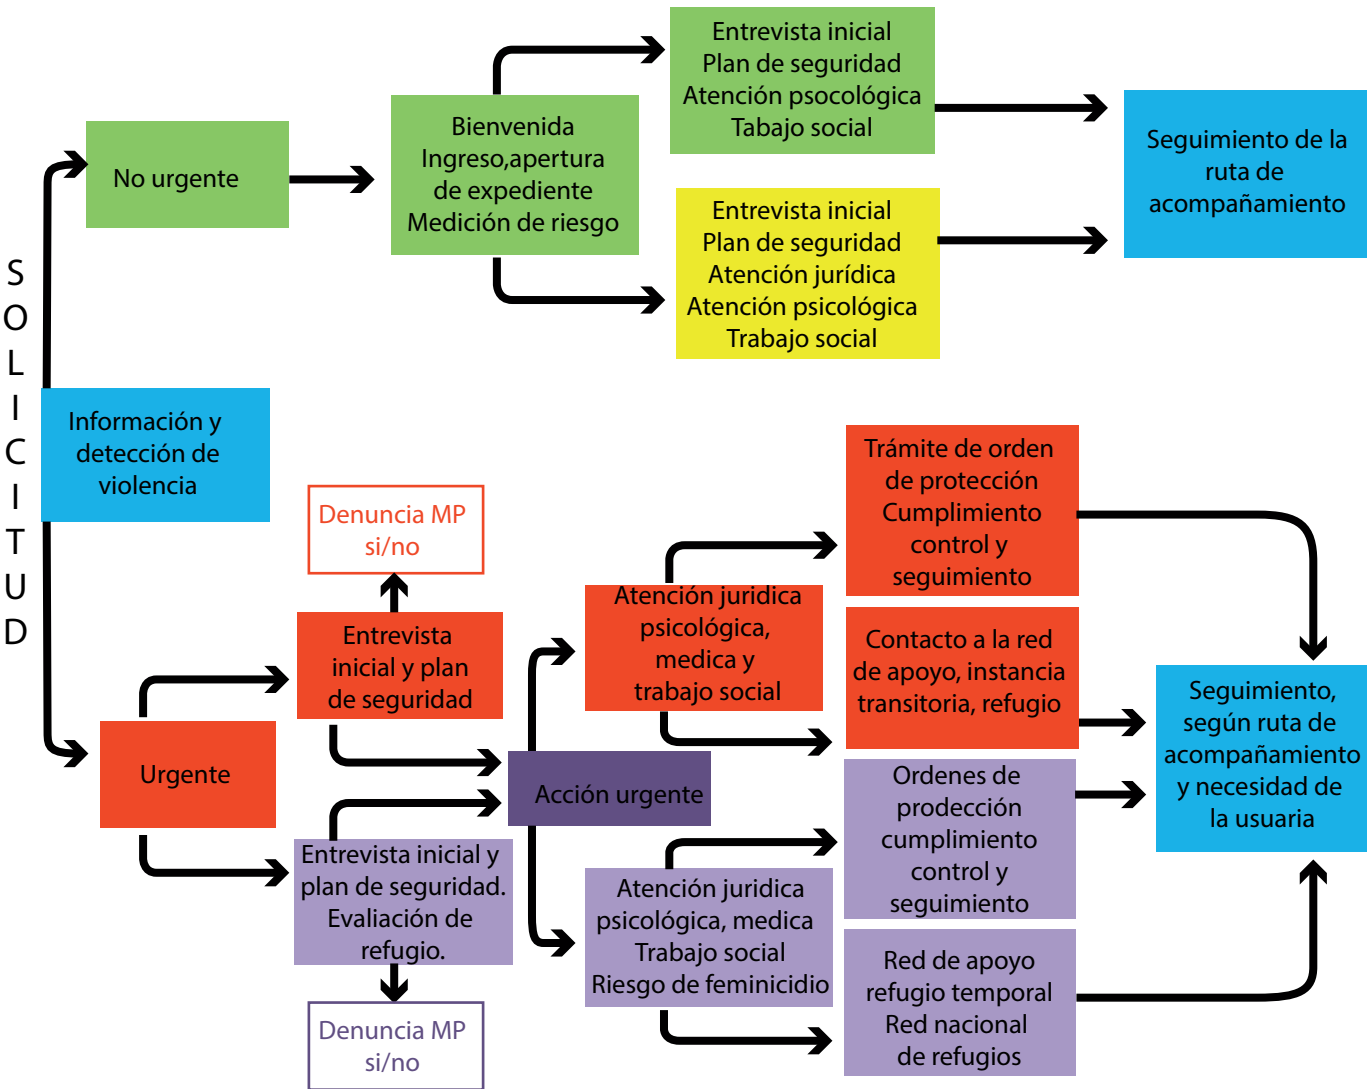 SOLICITUD
Información y
detección de
violencia
No urgente
Bienvenida
Ingreso,apertura
de expediente
Medición de riesgo
Entrevista inicial
Plan de seguridad
Atención psocológica
Tabajo social
Entrevista inicial
Plan de seguridad
Atención jurídica
Atención psicológica
Trabajo social
Seguimiento de la
ruta de
acompañamiento
Urgente
Denuncia MP
si/no
Entrevista
inicial y plan
de seguridad
Entrevista inicial y
plan de seguridad.
Evaliación de
refugio.
Denuncia MP
si/no
Acción urgente
Atención juridica
psicológica,
medica y
trabajo social
Atención juridica
psicológica, medica
Trabajo social
Riesgo de feminicidio
Trámite de orden
de protección
Cumplimiento
control y
seguimiento
Contacto a la red
de apoyo, instancia
transitoria, refugio
Ordenes de
prodección
cumplimiento
control y
seguimiento
Red de apoyo
refugio temporal
Red nacional
de refugios
Seguimiento,
según ruta de
acompañamiento
y necesidad de
la usuaria